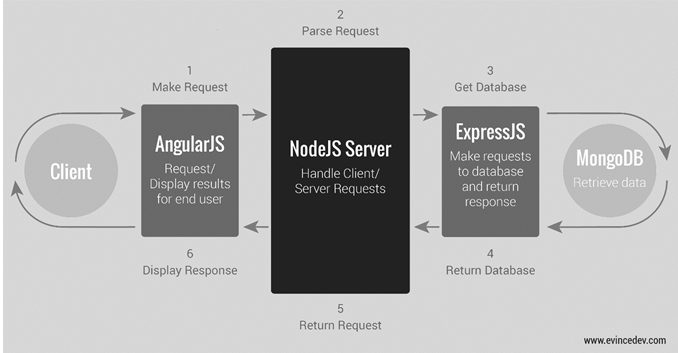 2
Parse Request
1
Make Request
3
Get Database
Client
AngularJS
Request/
Display results
for end user
NodeJS Server
Handle Client/
Server Requests
ExpressJS
Make requests
to database
and return
response
MongoDB
Retrieve data
6
Display Response
4
Return Database
5
Return Request
www.evincedev.com